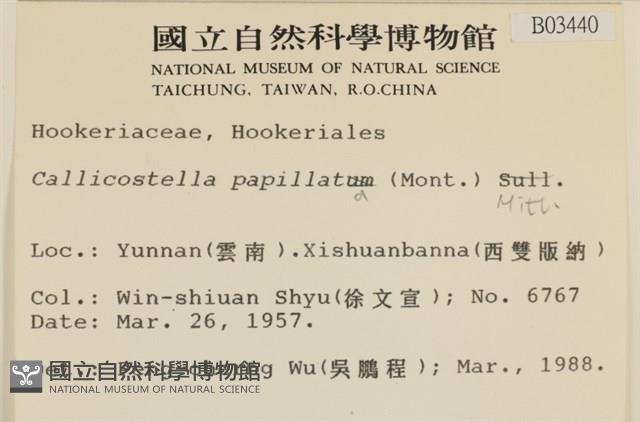 B03440
國立自然科學博物館
NATIONAL MUSEUM OF NATURAL SCIENCE
TAICHUNG, TAIWAN, R.O.CHINA
Hookeriaceae, Hookeriales
Callicostella papillatum (Mont.) Sull.
a Mitt.
Loc.: Yunnan(雲南).Xishuanbanna(西雙版納)
Col.: Win-shiuan Shyu(徐文宣); No. 6767
Date: Mar. 26, 1957.
Wu(吳鵬程); Mar., 1988.
國立自然科學博物館
NATIONAL MUSEUM OF NATURAL SCIENCE